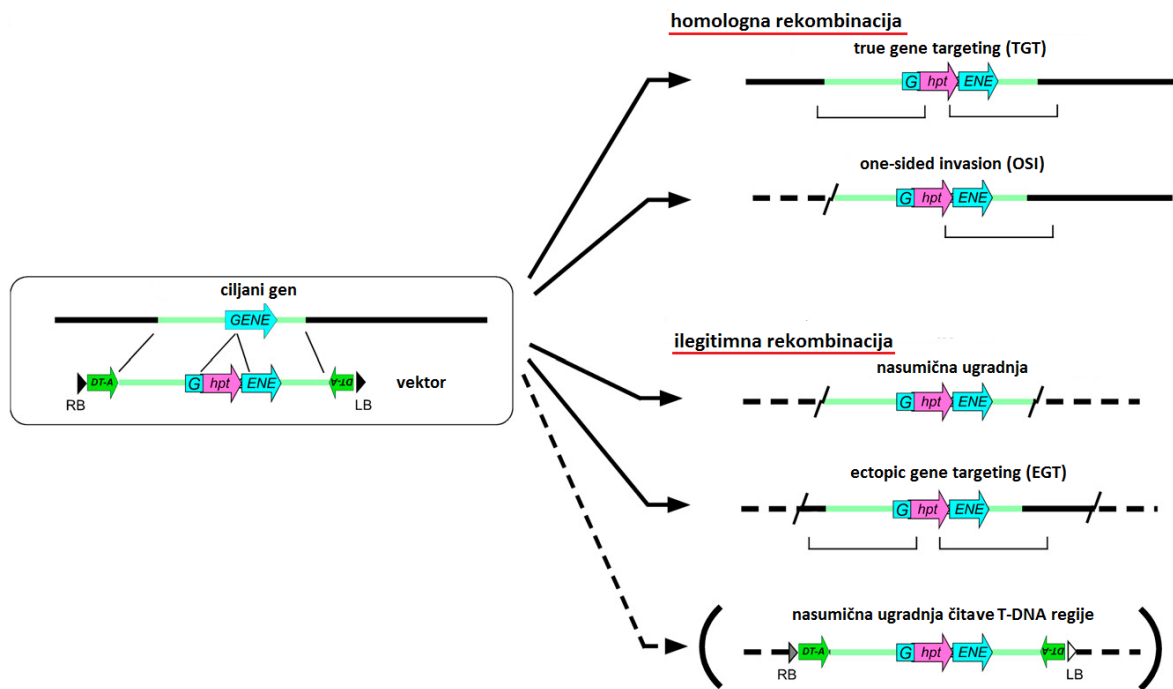 homologna rekombinacija
true gene targeting (TGT)
G hpt ENE
one-sided invasion (OSI)
G hpt ENE
ciljani gen
GENE
DT-A G hpt ENE DT-A
vektor
RB LB
ilegitimna rekombinacija
nasumična ugradnja
G hpt ENE
ectopic gene targeting (EGT)
G hpt ENE
nasumična ugradnja čitave T-DNA regije
DT-A G hpt ENE DT-A
RB LB